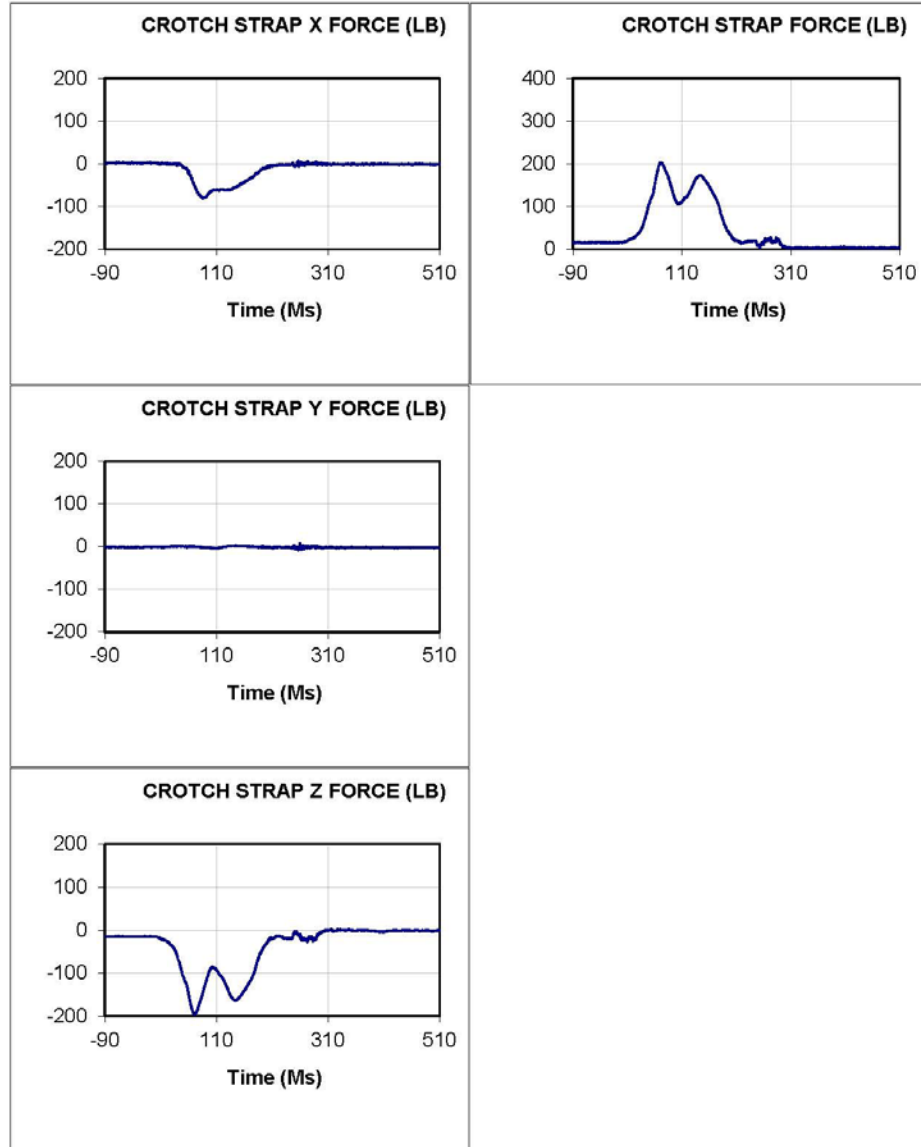 CROTCH STRAP X FORCE (LB)
200
100
0
-100
-200
-90 110 310 510
Time (Ms)
CROTCH STRAP FORCE (LB)
400
300
200
100
0
-90 110 310 510
Time (Ms)
CROTCH STRAP Y FORCE (LB)
200
100
0
-100
-200
-90 110 310 510
Time (Ms)
CROTCH STRAP Z FORCE (LB)
200
100
0
-100
-200
-90 110 310 510
Time (Ms)